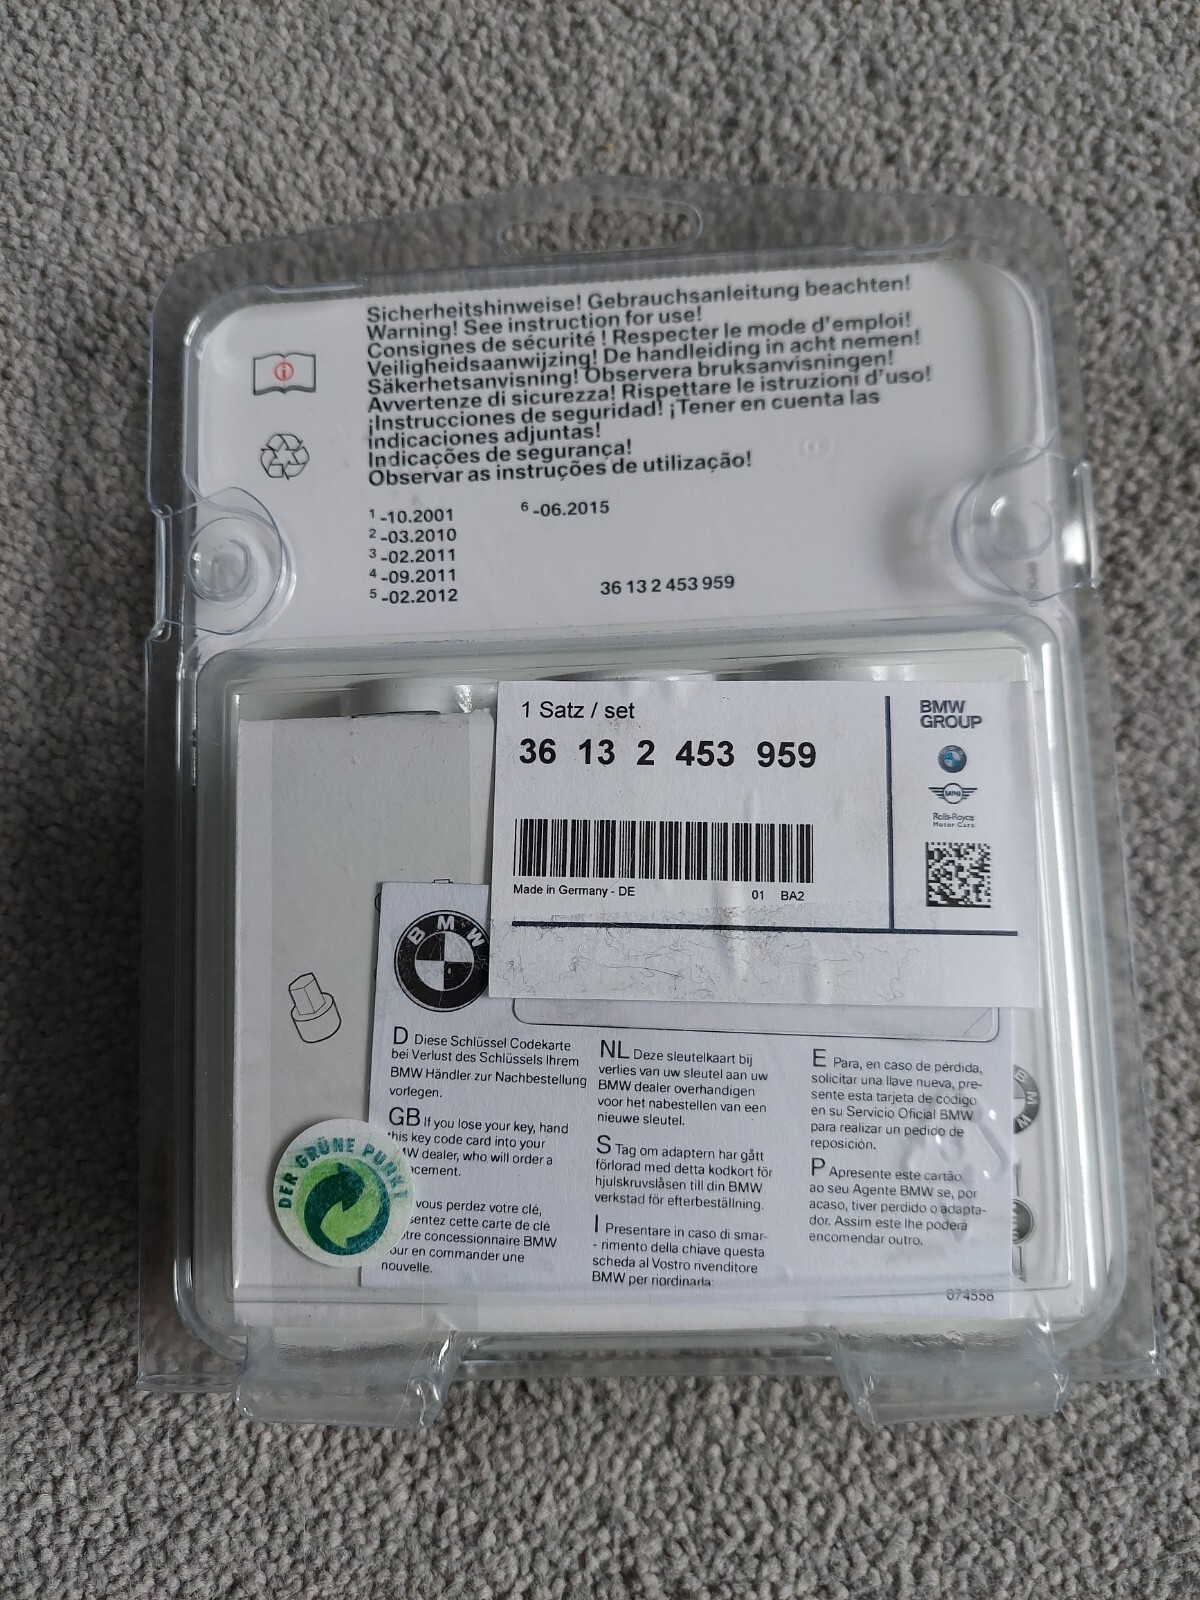 Sicherheitshinweise! Gebrauchsanleitung beachten!
Warning! See instruction for use!
Consignes de sécurité ! Respecter le mode d'emploi!
Veiligheidsaanwijzing! De handleiding in acht nemen!
Säkerhetsanvisning! Observera bruksanvisningen!
Avvertenze di sicurezza! Rispettare le istruzioni d'uso!
¡Instrucciones de seguridad! ¡Tener en cuenta las
indicaciones adjuntas!
Indicações de segurança!
Observar as instruções de utilização!
1 -10.2001
2 -03.2010
3 -02.2011
4 -09.2011
5 -02.2012
6 -06.2015
36 13 2 453 959
1 Satz / set
36 13 2 453 959
Made in Germany - DE
01 BA2
BMW
GROUP
MINI
Rolls-Royce
Motor Cars
BMW
D Diese Schlüssel Codekarte
bei Verlust des Schlüssels Ihrem
BMW Händler zur Nachbestellung
vorlegen.
GB If you lose your key, hand
this key code card into your
MW dealer, who will order a
acement.
vous perdez votre clé,
sentez cette carte de clé
otre concessionnaire BMW
our en commander une
nouvelle.
NL Deze sleutelkaart bij
verlies van uw sleutel aan uw
BMW dealer overhandigen
voor het nabestellen van een
nieuwe sleutel.
S Tag om adaptern har gått
förlorad med detta kodkort för
hjulskruvslåsen till din BMW
verkstad för efterbeställning.
I Presentare in caso di smar-
- rimento della chiave questa
scheda al Vostro rivenditore
BMW per riordinarla.
E Para, en caso de pérdida,
solicitar una llave nueva, pre-
sente esta tarjeta de código
en su Servicio Oficial BMW
para realizar un pedido de
reposición.
P Apresente este cartão
ao seu Agente BMW se, por
acaso, tiver perdido o adapta-
dor. Assim este lhe poderá
encomendar outro.
674556
DER GRÜNE PUNKT
BMW